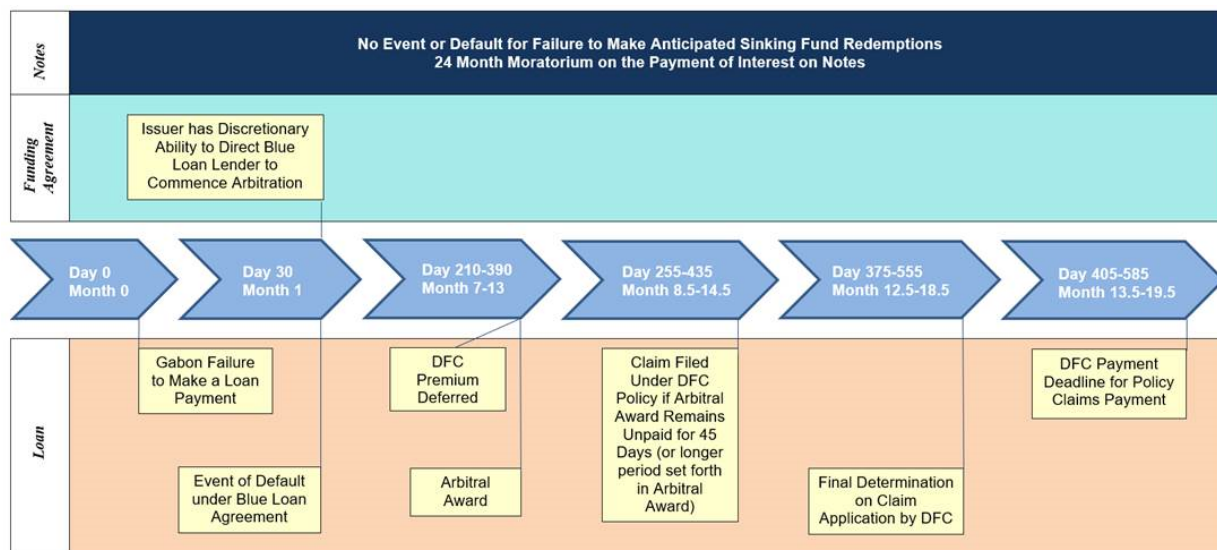 Notes
No Event or Default for Failure to Make Anticipated Sinking Fund Redemptions
24 Month Moratorium on the Payment of Interest on Notes
Funding
Agreement
Issuer has Discretionary
Ability to Direct Blue
Loan Lender to
Commence Arbitration
Day 0
Month 0
Day 30
Month 1
Day 210-390
Month 7-13
Day 255-435
Month 8.5-14.5
Day 375-555
Month 12.5-18.5
Day 405-585
Month 13.5-19.5
Loan
Gabon Failure
to Make a Loan
Payment
Event of Default
under Blue Loan
Agreement
DFC
Premium
Deferred
Arbitral
Award
Claim Filed
Under DFC
Policy if Arbitral
Award Remains
Unpaid for 45
Days (or longer
period set forth
in Arbitral
Award)
Final Determination
on Claim
Application by DFC
DFC Payment
Deadline for Policy
Claims Payment